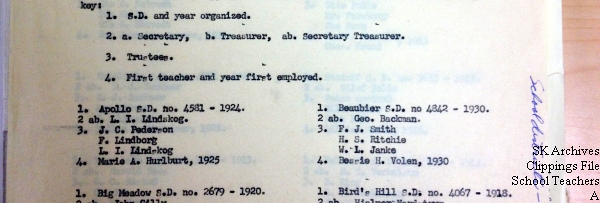 key:
1. S.D. and year organized.
2. a. Secretary, b. Treasurer, ab. Secretary Treasurer.
3. Trustees.
4. First teacher and year first employed.
1. Apollo S.D. no. 4581 - 1924.
2 ab. L. I. Lindskog.
3. J. C. Pederson
F. Lindborg
L. I. Lindskog
4. Marie A. Hurlburt, 1925
1. Beaubier S.D. no 4842 - 1930.
2 ab. Geo. Backman.
3. F. J. Smith
H. S. Ritchie
W. L. Janke
4. Bessie H. Volen, 1930
1. Big Meadow S.D. no. 2679 - 1920.
1. Bird's Hill S.D. no. 4067 - 1918.
SK Archives
Clippings File
School Teachers
A